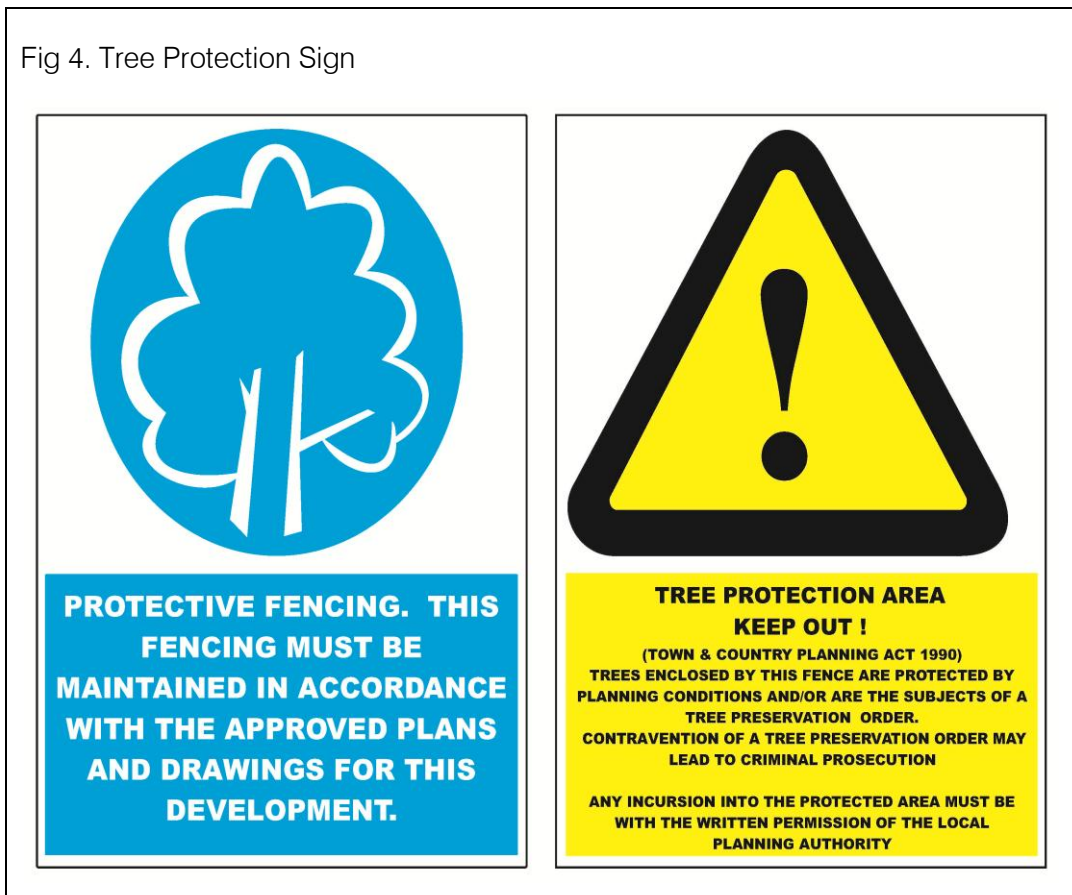 Fig 4. Tree Protection Sign
PROTECTIVE FENCING. THIS
FENCING MUST BE
MAINTAINED IN ACCORDANCE
WITH THE APPROVED PLANS
AND DRAWINGS FOR THIS
DEVELOPMENT.
!
TREE PROTECTION AREA
KEEP OUT !
(TOWN & COUNTRY PLANNING ACT 1990)
TREES ENCLOSED BY THIS FENCE ARE PROTECTED BY
PLANNING CONDITIONS AND/OR ARE THE SUBJECTS OF A
TREE PRESERVATION ORDER.
CONTRAVENTION OF A TREE PRESERVATION ORDER MAY
LEAD TO CRIMINAL PROSECUTION
ANY INCURSION INTO THE PROTECTED AREA MUST BE
WITH THE WRITTEN PERMISSION OF THE LOCAL
PLANNING AUTHORITY